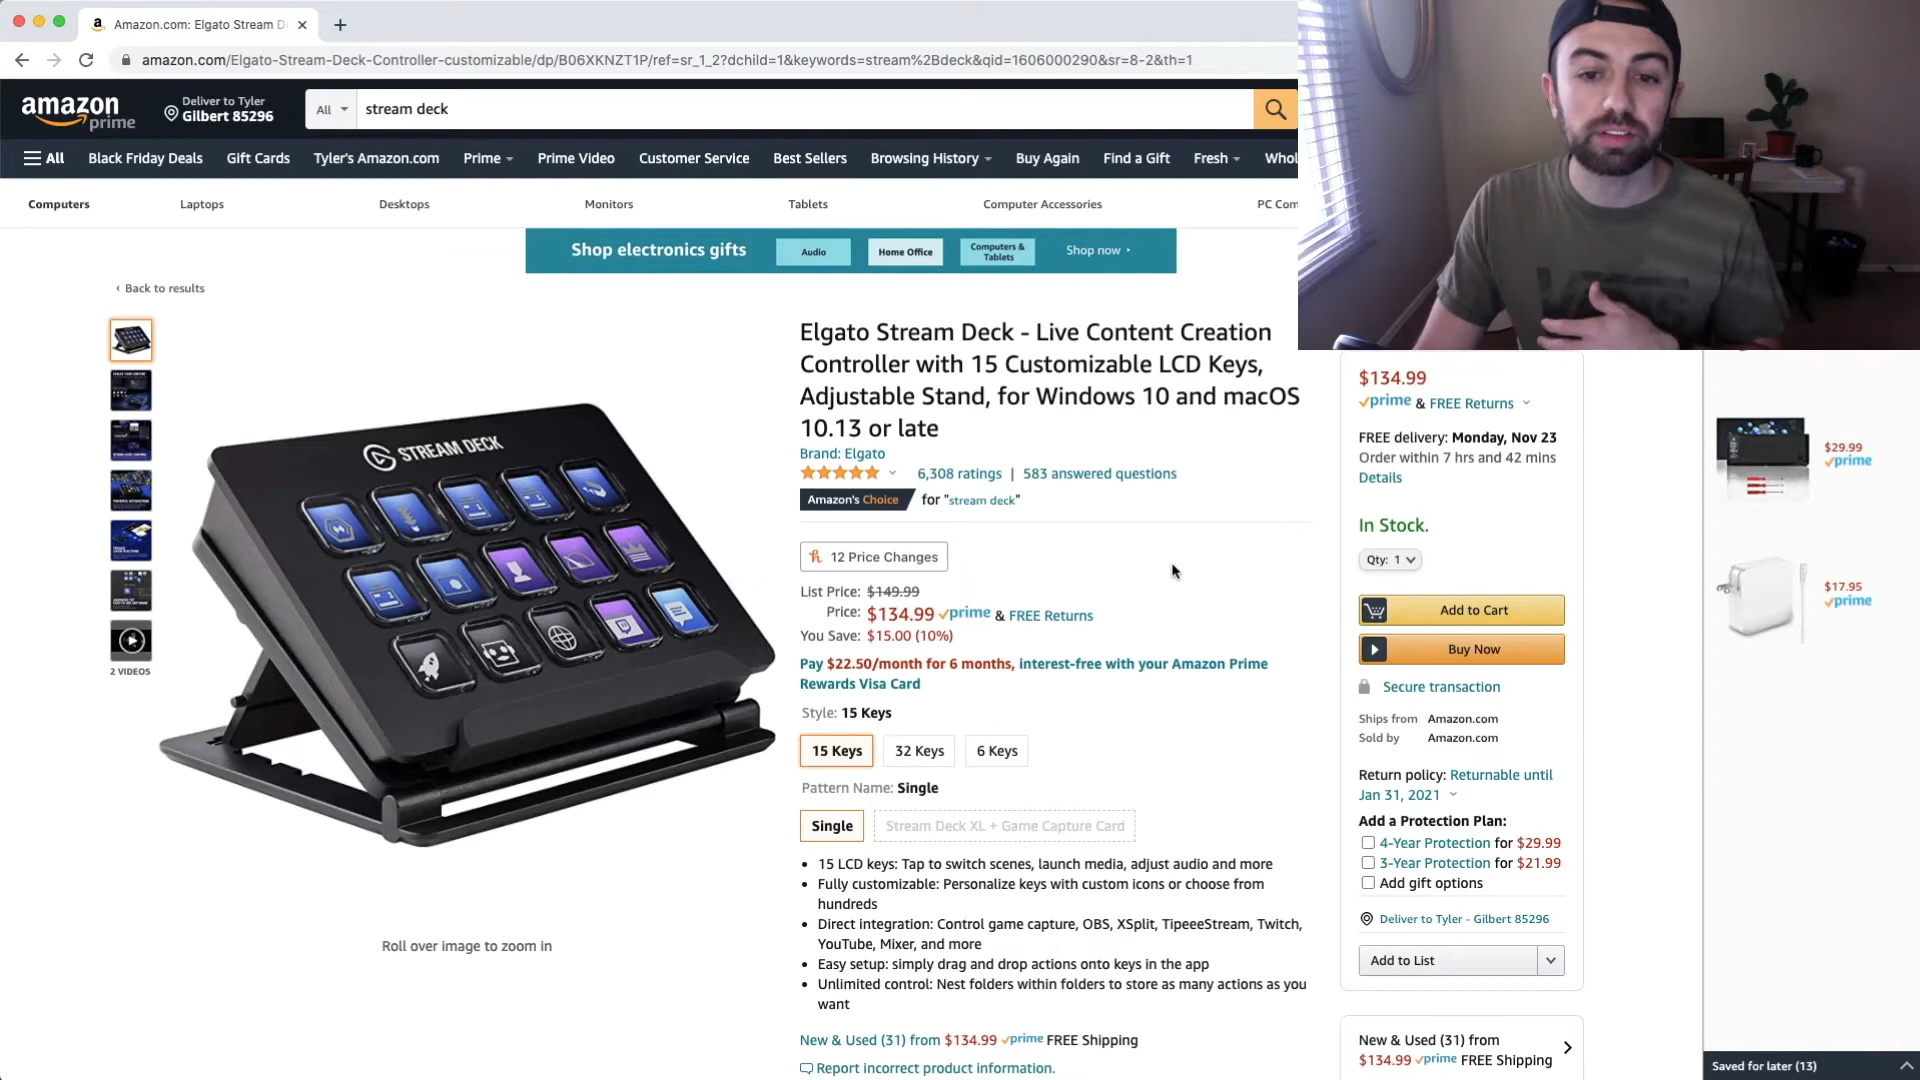 Amazon.com: Elgato Stream D
amazon.com/Elgato-Stream-Deck-Controller-customizable/dp/B06XKNZT1P/ref=sr_1_2?dchild=1&keywords=stream%2Bdeck&qid=1606000290&sr=8-2&th=1
amazon prime
Deliver to Tyler
Gilbert 85296
All
stream deck
All
Black Friday Deals
Gift Cards
Tyler's Amazon.com
Prime
Prime Video
Customer Service
Best Sellers
Browsing History
Buy Again
Find a Gift
Fresh
Whol
Computers
Laptops
Desktops
Monitors
Tablets
Computer Accessories
PC Com
Shop electronics gifts
Audio
Home Office
Computers &
Tablets
Shop now
‹ Back to results
STREAM DECK
2 VIDEOS
Roll over image to zoom in
Elgato Stream Deck - Live Content Creation
Controller with 15 Customizable LCD Keys,
Adjustable Stand, for Windows 10 and macOS
10.13 or late
Brand: Elgato
6,308 ratings | 583 answered questions
Amazon's Choice for "stream deck"
12 Price Changes
List Price: $149.99
Price: $134.99 prime & FREE Returns
You Save: $15.00 (10%)
Pay $22.50/month for 6 months, interest-free with your Amazon Prime
Rewards Visa Card
Style: 15 Keys
15 Keys
32 Keys
6 Keys
Pattern Name: Single
Single
Stream Deck XL + Game Capture Card
• 15 LCD keys: Tap to switch scenes, launch media, adjust audio and more
• Fully customizable: Personalize keys with custom icons or choose from
hundreds
• Direct integration: Control game capture, OBS, XSplit, TipeeeStream, Twitch,
YouTube, Mixer, and more
• Easy setup: simply drag and drop actions onto keys in the app
• Unlimited control: Nest folders within folders to store as many actions as you
want
New & Used (31) from $134.99 prime FREE Shipping
Report incorrect product information.
$134.99
prime & FREE Returns
FREE delivery: Monday, Nov 23
Order within 7 hrs and 42 mins
Details
In Stock.
Qty: 1
Add to Cart
Buy Now
Secure transaction
Ships from Amazon.com
Sold by Amazon.com
Return policy: Returnable until
Jan 31, 2021
Add a Protection Plan:
4-Year Protection for $29.99
3-Year Protection for $21.99
Add gift options
Deliver to Tyler - Gilbert 85296
Add to List
New & Used (31) from
$134.99 prime FREE Shipping
$29.99
prime
$17.95
prime
Saved for later (13)